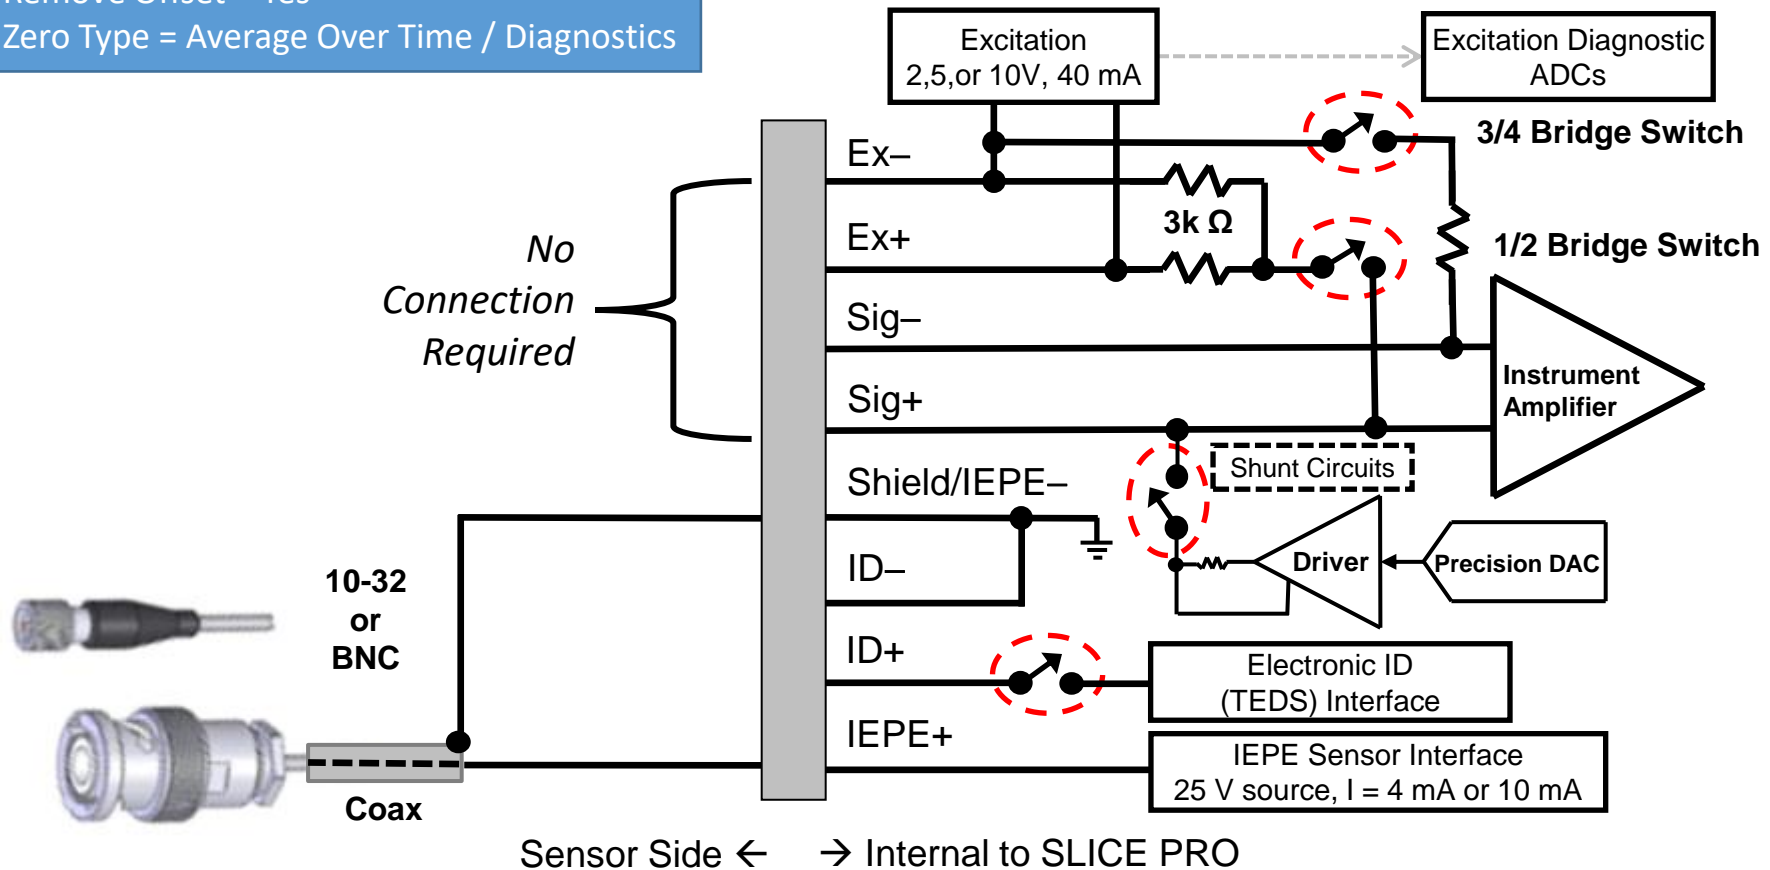 Remove Offset = Yes
Zero Type = Average Over Time / Diagnostics
Excitation
2,5,or 10V, 40 mA
Excitation Diagnostic
ADCs
3/4 Bridge Switch
Ex–
3k Ω
Ex+
1/2 Bridge Switch
No
Connection
Required
Sig–
Instrument
Amplifier
Sig+
Shunt Circuits
Shield/IEPE–
Driver
Precision DAC
ID–
10-32
or
BNC
ID+
Electronic ID
(TEDS) Interface
IEPE+
IEPE Sensor Interface
25 V source, I = 4 mA or 10 mA
Coax
Sensor Side ← → Internal to SLICE PRO